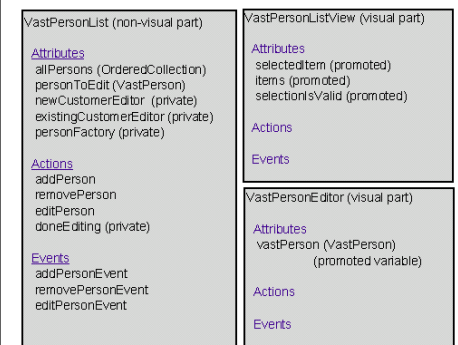 VastPersonList (non-visual part)
Attributes
allPersons (OrderedCollection)
personToEdit (VastPerson)
newCustomerEditor (private)
existingCustomerEditor (private)
personFactory (private)
Actions
addPerson
removePerson
editPerson
doneEditing (private)
Events
addPersonEvent
removePersonEvent
editPersonEvent
VastPersonListView (visual part)
Attributes
selectedItem (promoted)
items (promoted)
selectionIsValid (promoted)
Actions
Events
VastPersonEditor (visual part)
Attributes
vastPerson (VastPerson)
(promoted variable)
Actions
Events